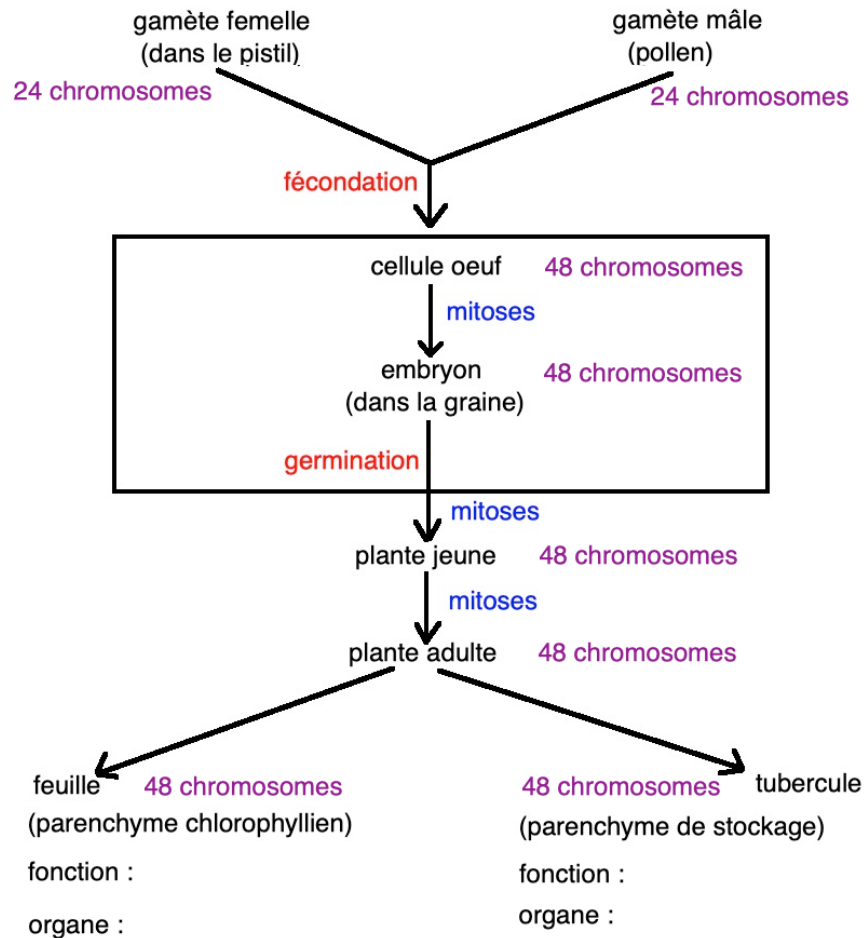 gamète femelle
(dans le pistil)
gamète mâle
(pollen)
24 chromosomes
24 chromosomes
fécondation
cellule oeuf
48 chromosomes
mitoses
embryon
(dans la graine)
48 chromosomes
germination
mitoses
plante jeune
48 chromosomes
mitoses
plante adulte
48 chromosomes
feuille
48 chromosomes
(parenchyme chlorophyllien)
fonction :
organe :
48 chromosomes
tubercule
(parenchyme de stockage)
fonction :
organe :